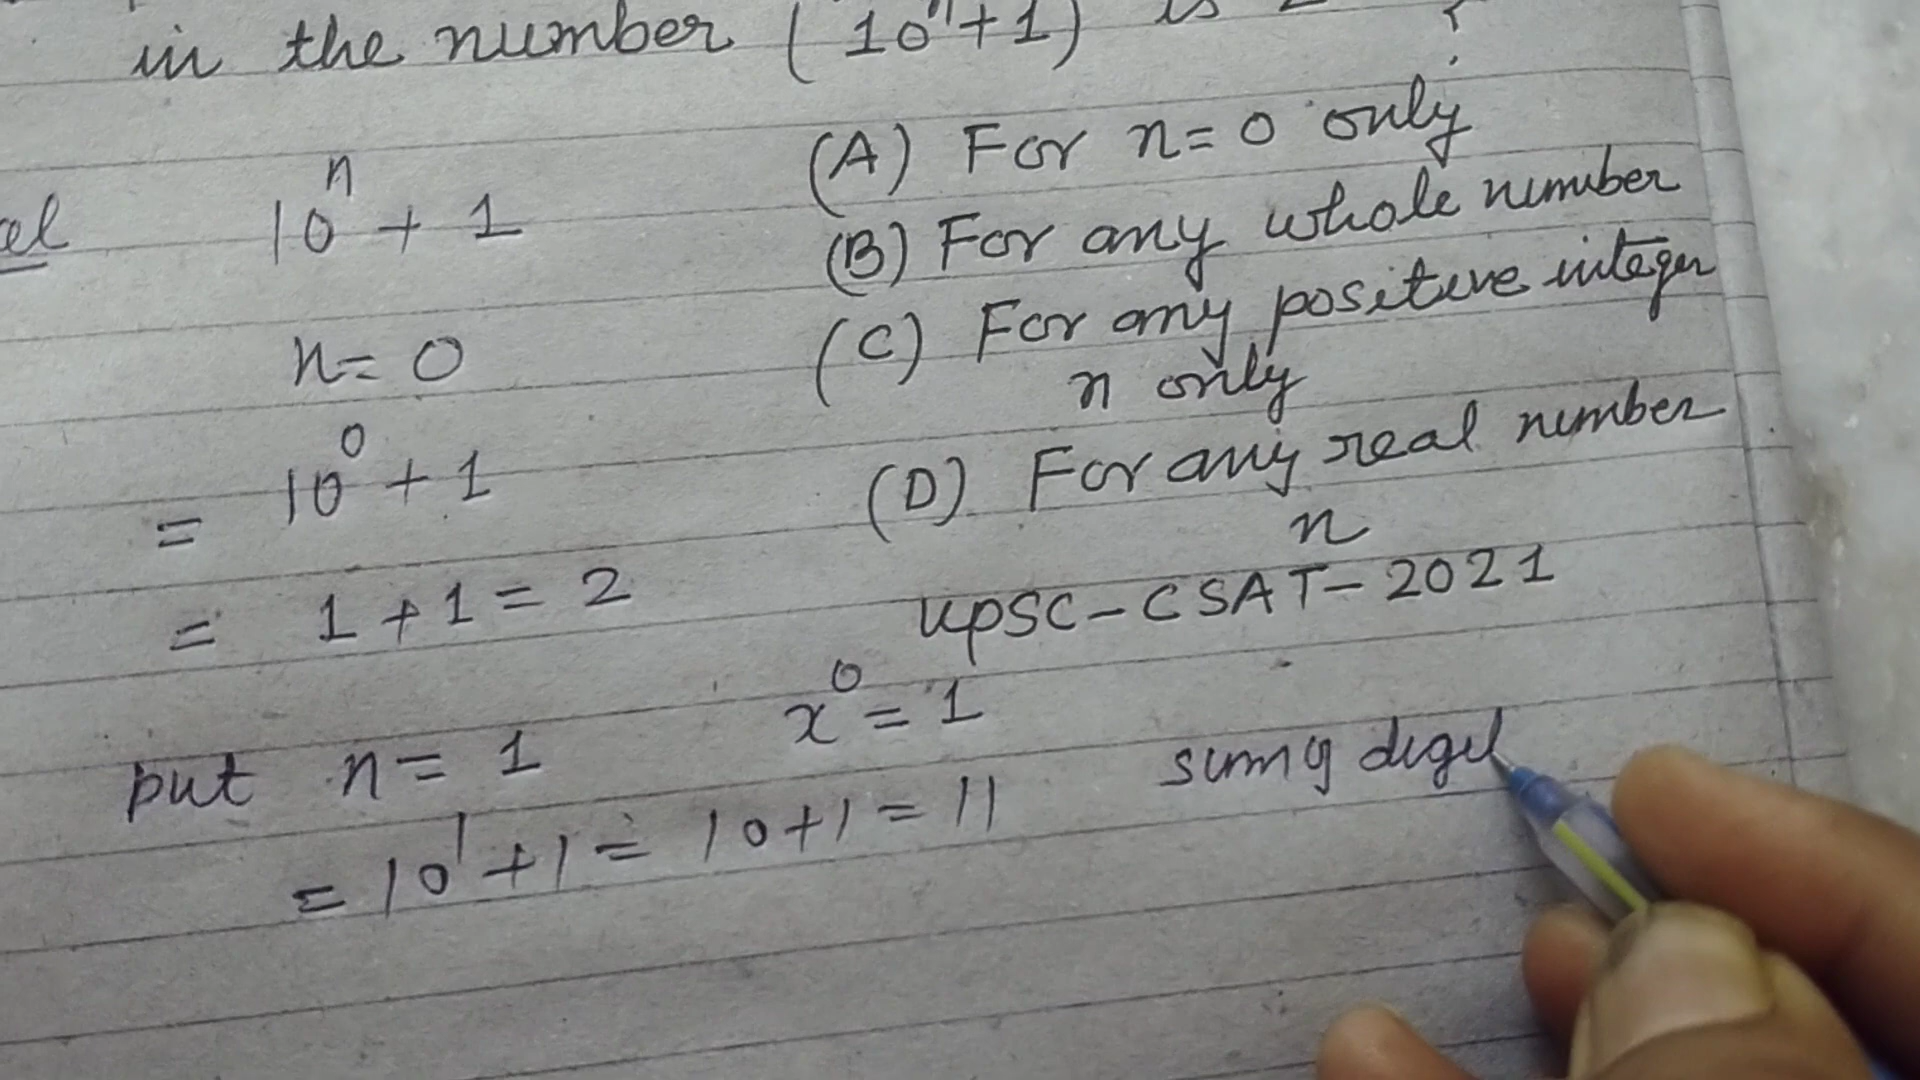 in the number (10ⁿ+1) is 2
?
el
10ⁿ + 1
n = 0
= 10⁰ + 1
= 1 + 1 = 2
put n = 1
= 10¹ + 1 = 10+1 = 11
(A) For n=0 only
(B) For any whole number
(C) For any positive integer
n only
(D) For any real number
n
UPSC-CSAT-2021
x⁰ = 1
sum of digit